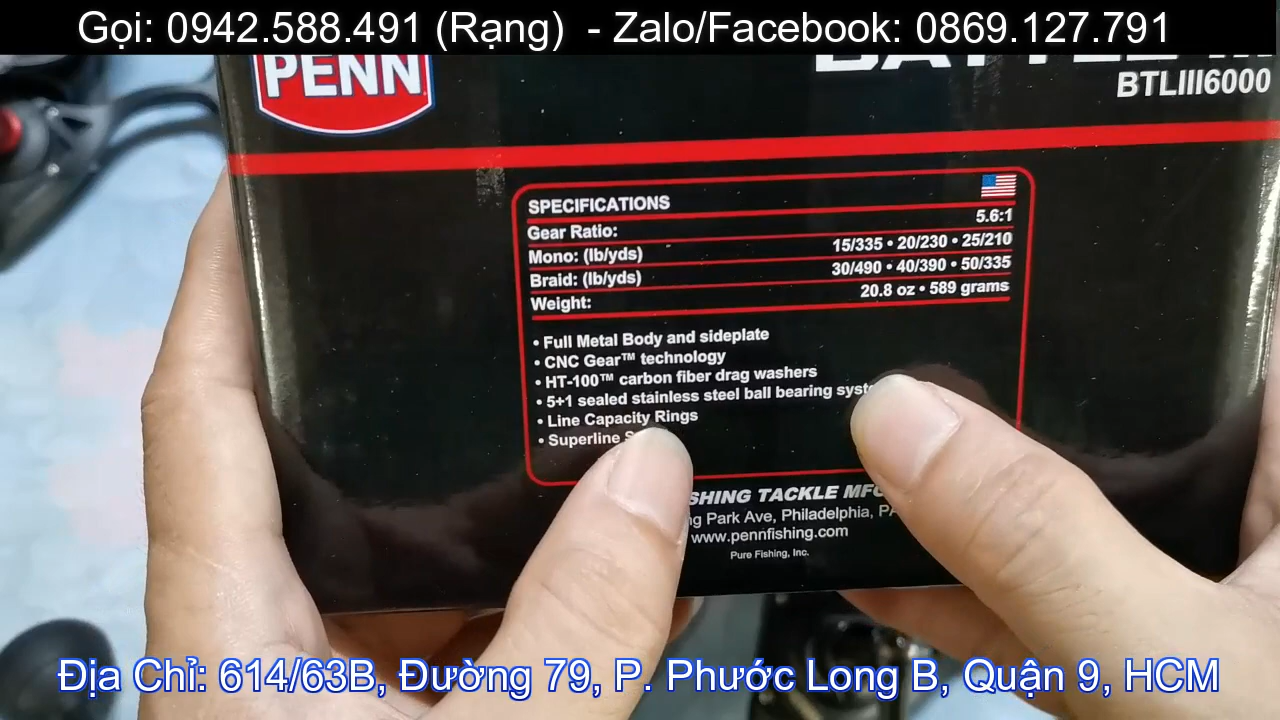 Gọi: 0942.588.491 (Rạng) - Zalo/Facebook: 0869.127.791
PENN
BTLIII6000
SPECIFICATIONS
Gear Ratio: 5.6:1
Mono: (lb/yds) 15/335 • 20/230 • 25/210
Braid: (lb/yds) 30/490 • 40/390 • 50/335
Weight: 20.8 oz • 589 grams
• Full Metal Body and sideplate
• CNC Gear™ technology
• HT-100™ carbon fiber drag washers
• 5+1 sealed stainless steel ball bearing
• Line Capacity Rings
• Superline
TACKLE
Park Ave, Philadelphia,
www.pennfishing.com
Pure Fishing, Inc.
Địa Chỉ: 614/63B, Đường 79, P. Phước Long B, Quận 9, HCM